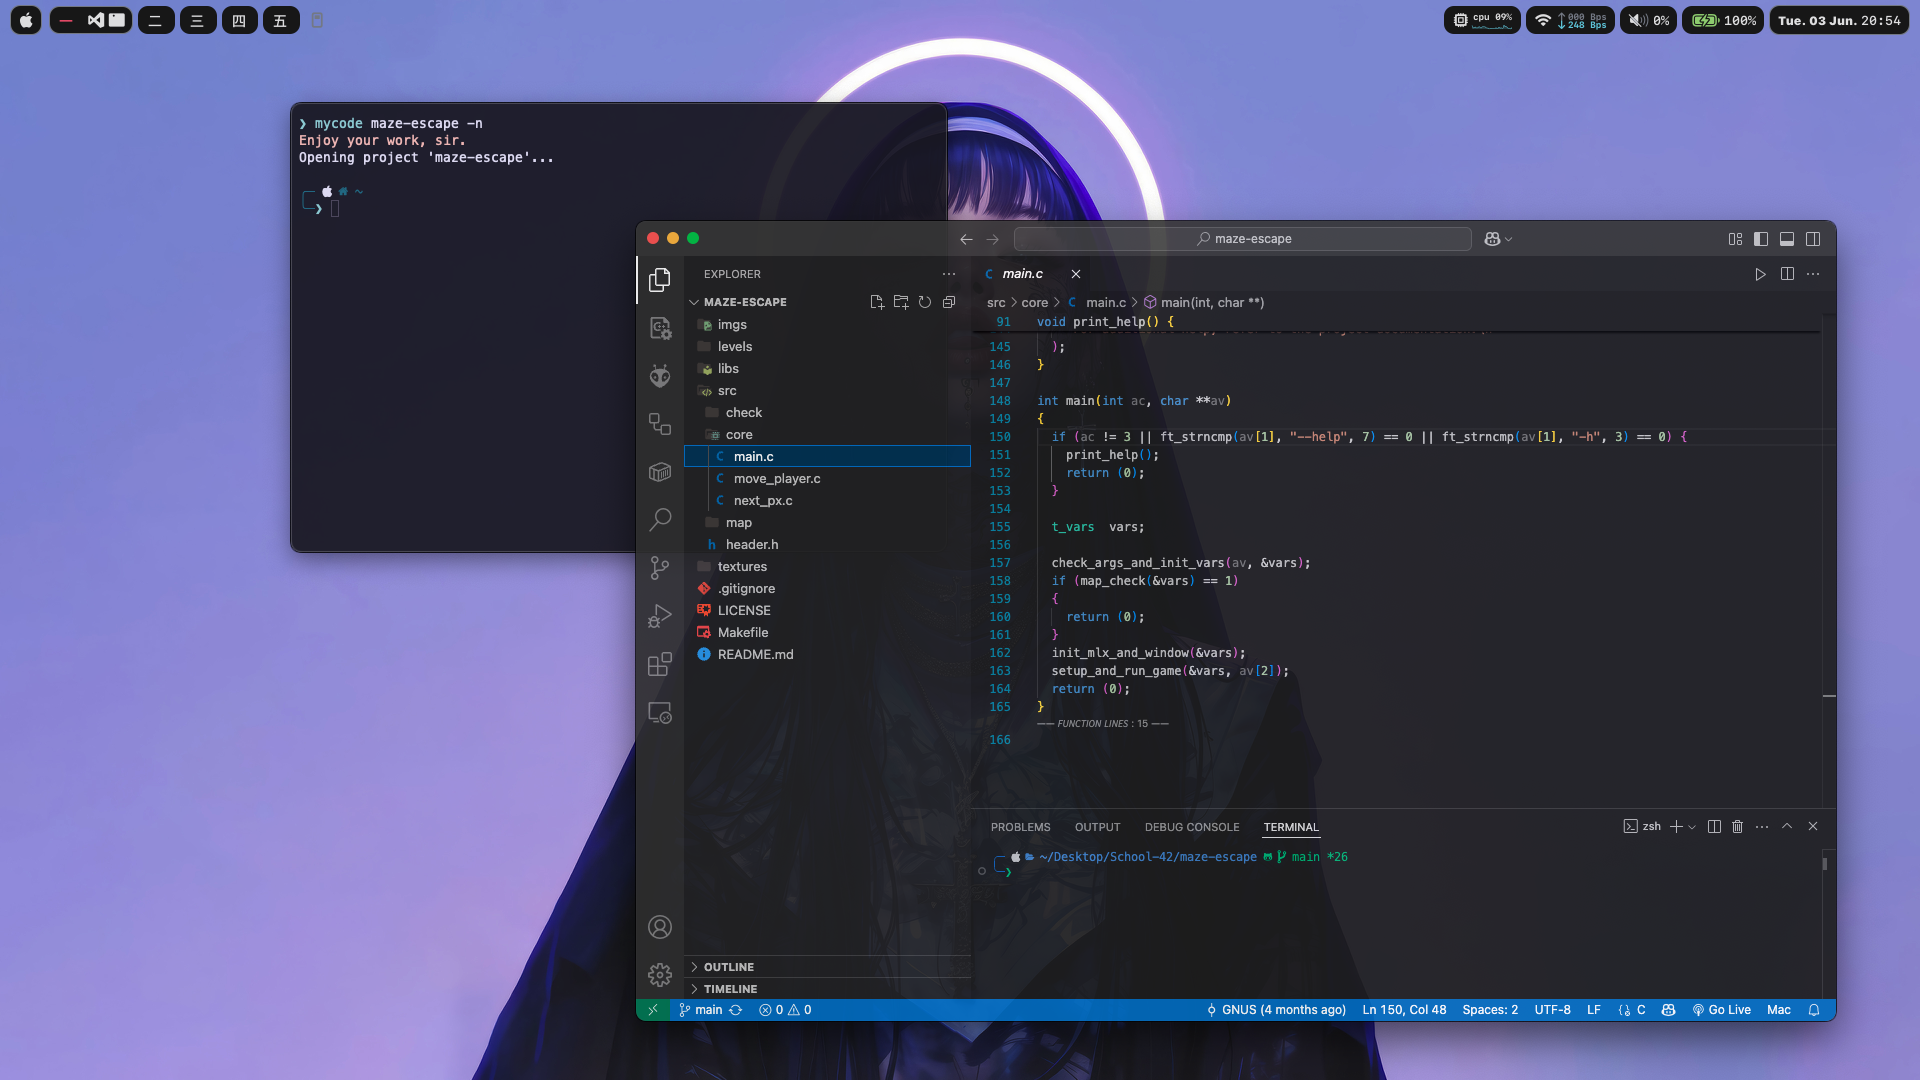 一 二 三 四 五
cpu 09%
000 Bps
248 Bps
0%
100%
Tue. 03 Jun. 20:54
❯ mycode maze-escape -n
Enjoy your work, sir.
Opening project 'maze-escape'...
~
❯
maze-escape
EXPLORER
MAZE-ESCAPE
imgs
levels
libs
src
check
core
C main.c
C move_player.c
C next_px.c
map
h header.h
textures
.gitignore
LICENSE
Makefile
README.md
OUTLINE
TIMELINE
C main.c
src > core > C main.c > main(int, char **)
91 void print_help() {
145 );
146 }
147
148 int main(int ac, char **av)
149 {
150 if (ac != 3 || ft_strncmp(av[1], "--help", 7) == 0 || ft_strncmp(av[1], "-h", 3) == 0) {
151 print_help();
152 return (0);
153 }
154
155 t_vars  vars;
156
157 check_args_and_init_vars(av, &vars);
158 if (map_check(&vars) == 1)
159 {
160 return (0);
161 }
162 init_mlx_and_window(&vars);
163 setup_and_run_game(&vars, av[2]);
164 return (0);
165 }
—— FUNCTION LINES : 15 ——
166
PROBLEMS OUTPUT DEBUG CONSOLE TERMINAL
zsh
~/Desktop/School-42/maze-escape main *26
❯
main 0 0 GNUS (4 months ago) Ln 150, Col 48 Spaces: 2 UTF-8 LF C Go Live Mac